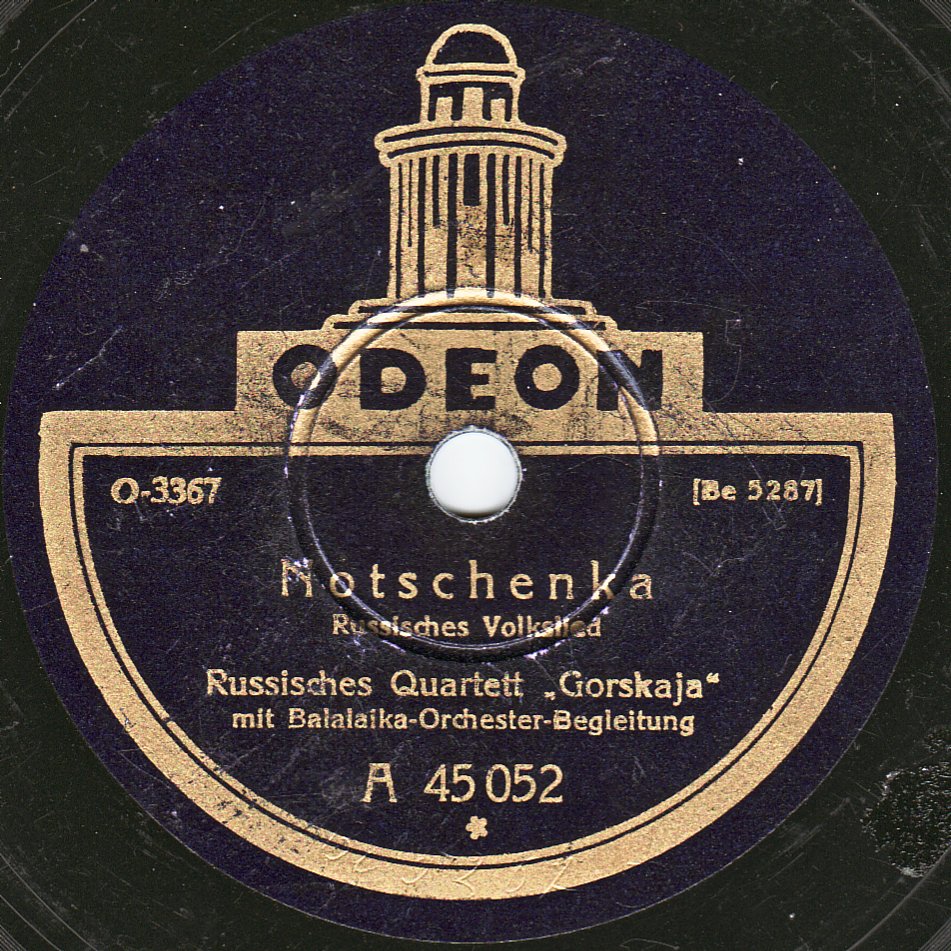 ODEON
O-3367
[Be 5287]
Notschenka
Russisches Volkslied
Russisches Quartett „Gorskaja“
mit Balalaika-Orchester-Begleitung
A 45052
*